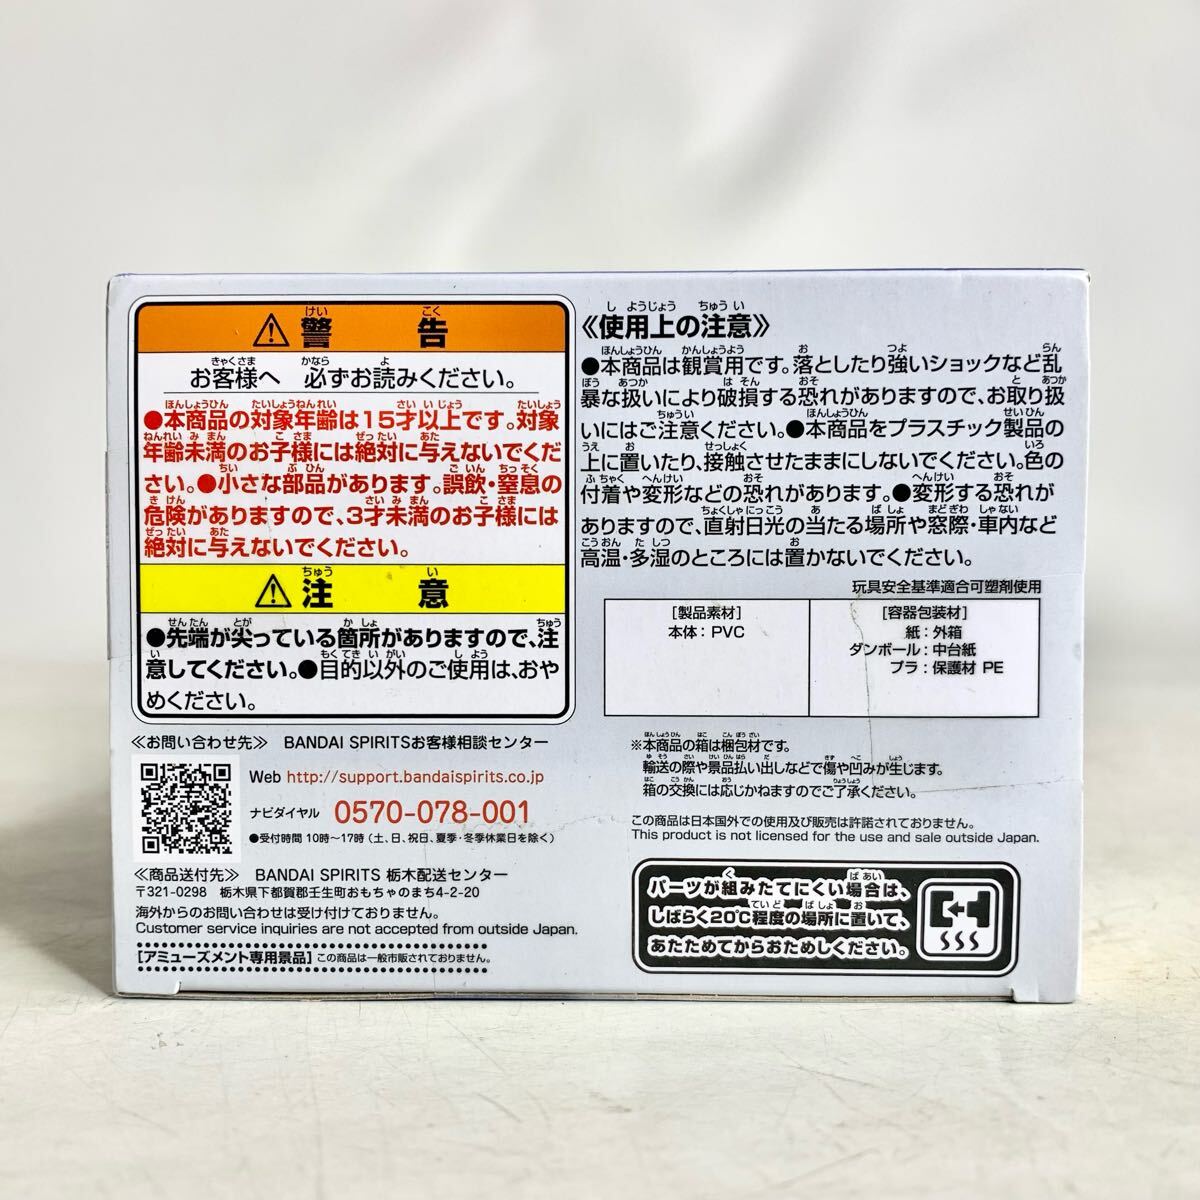 ⚠警告
お客様へ 必ずお読みください。
●本商品の対象年齢は15才以上です。対象
年齢未満のお子様には絶対に与えないでくだ
さい。●小さな部品があります。誤飲・窒息の
危険がありますので、3才未満のお子様には
絶対に与えないでください。
⚠注意
●先端が尖っている箇所がありますので、注
意してください。●目的以外のご使用は、おや
めください。
≪お問い合わせ先≫ BANDAI SPIRITSお客様相談センター
Web http://support.bandaispirits.co.jp
ナビダイヤル 0570-078-001
●受付時間 10時〜17時(土、日、祝日、夏季・冬季休業日を除く)
≪商品送付先≫ BANDAI SPIRITS 栃木配送センター
〒321-0298 栃木県下都賀郡壬生町おもちゃのまち4-2-20
海外からのお問い合わせは受け付けておりません。
Customer service inquiries are not accepted from outside Japan.
[アミューズメント専用景品] この商品は一般市販されておりません。
《使用上の注意》
●本商品は観賞用です。落としたり強いショックなど乱
暴な扱いにより破損する恐れがありますので、お取り扱
いにはご注意ください。●本商品をプラスチック製品の
上に置いたり、接触させたままにしないでください。色の
付着や変形などの恐れがあります。●変形する恐れが
ありますので、直射日光の当たる場所や窓際・車内など
高温・多湿のところには置かないでください。
玩具安全基準適合可塑剤使用
[製品素材]
本体:PVC
[容器包装材]
紙:外箱
ダンボール:中台紙
プラ:保護材 PE
※本商品の箱は梱包材です。
輸送の際や景品払い出しなどで傷や凹みが生じます。
箱の交換には応じかねますのでご了承ください。
この商品は日本国外での使用及び販売は許諾されておりません。
This product is not licensed for the use and sale outside Japan.
パーツが組みたてにくい場合は、
しばらく20℃程度の場所に置いて、
あたためてからおためしください。